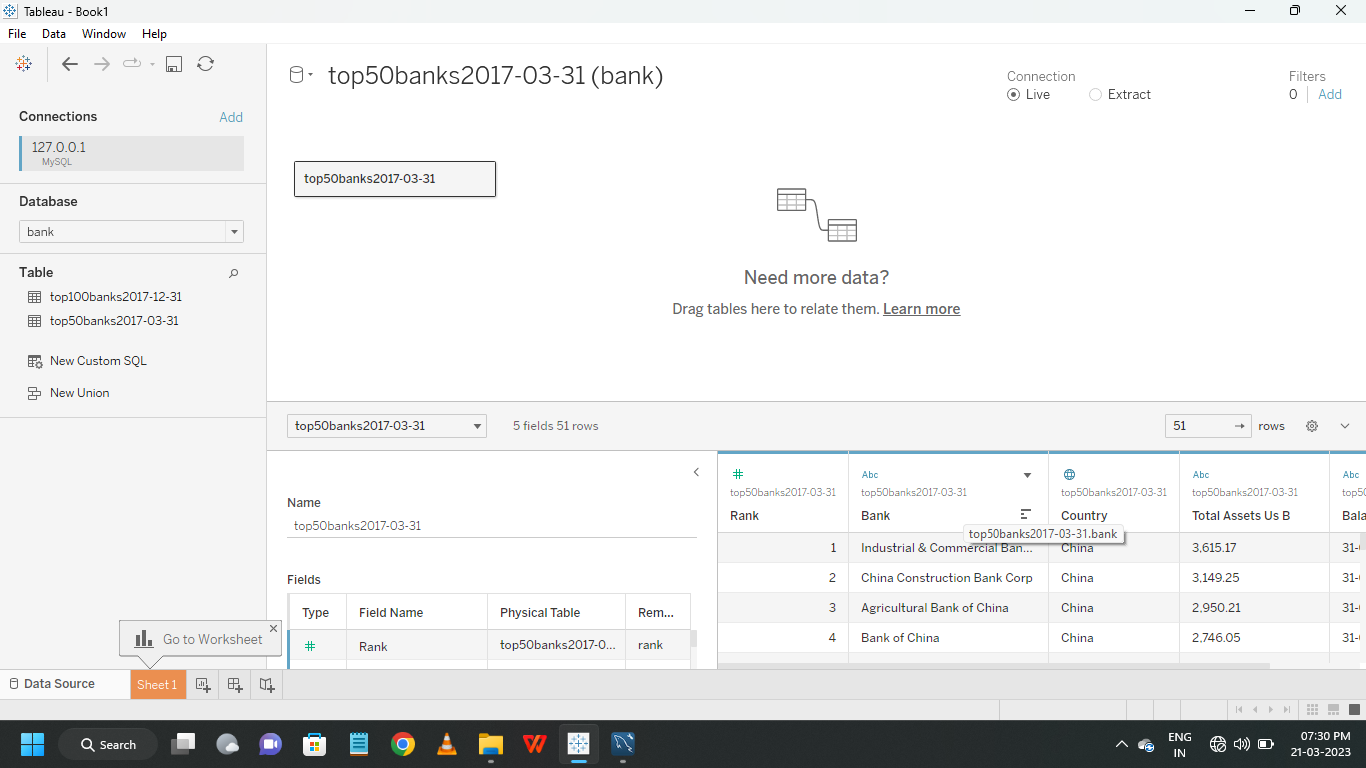 Tableau - Book1
File Data Window Help
Connections Add
127.0.0.1
MySQL
Database
bank
Table
top100banks2017-12-31
top50banks2017-03-31
New Custom SQL
New Union
top50banks2017-03-31 (bank)
Connection
Live Extract
Filters
0 Add
top50banks2017-03-31
Need more data?
Drag tables here to relate them. Learn more
top50banks2017-03-31 5 fields 51 rows 51 → rows
Name
top50banks2017-03-31
Fields
Type Field Name Physical Table Rem...
# Rank top50banks2017-0... rank
# Abc Abc Abc
top50banks2017-03-31 top50banks2017-03-31 top50banks2017-03-31 top50banks2017-03-31 top50
Rank Bank Country Total Assets Us B Bala
top50banks2017-03-31.bank
1 Industrial & Commercial Ban... China 3,615.17 31-
2 China Construction Bank Corp China 3,149.25 31-
3 Agricultural Bank of China China 2,950.21 31-
4 Bank of China China 2,746.05 31-
Go to Worksheet
Data Source Sheet 1
Search
ENG
IN
07:30 PM
21-03-2023